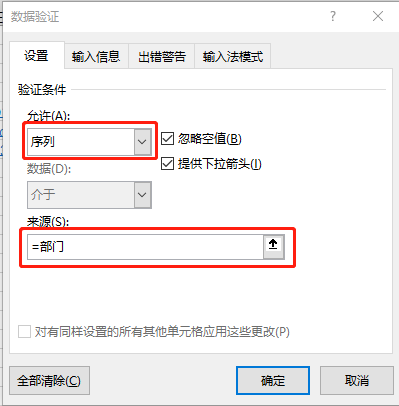 数据验证 ? ×
设置 输入信息 出错警告 输入法模式
验证条件
允许(A):
序列 忽略空值(B)
提供下拉箭头(I)
数据(D):
介于
来源(S):
=部门
对有同样设置的所有其他单元格应用这些更改(P)
全部清除(C) 确定 取消